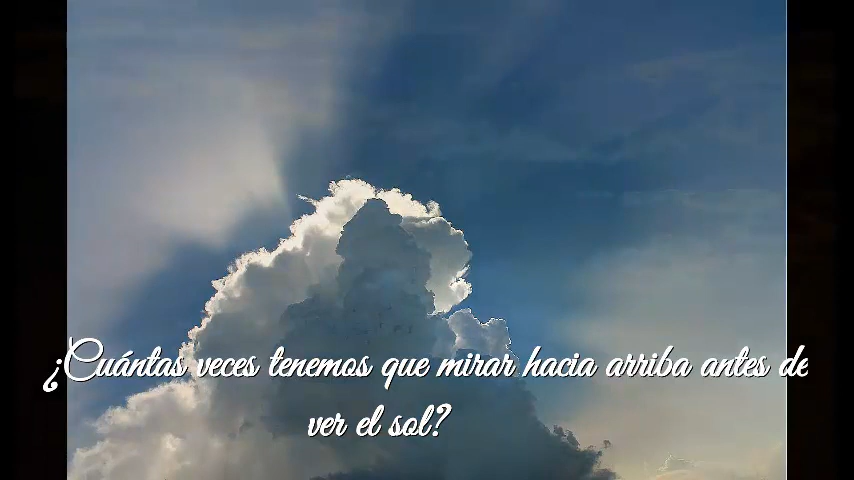 ¿Cuántas veces tenemos que mirar hacia arriba antes de
ver el sol?